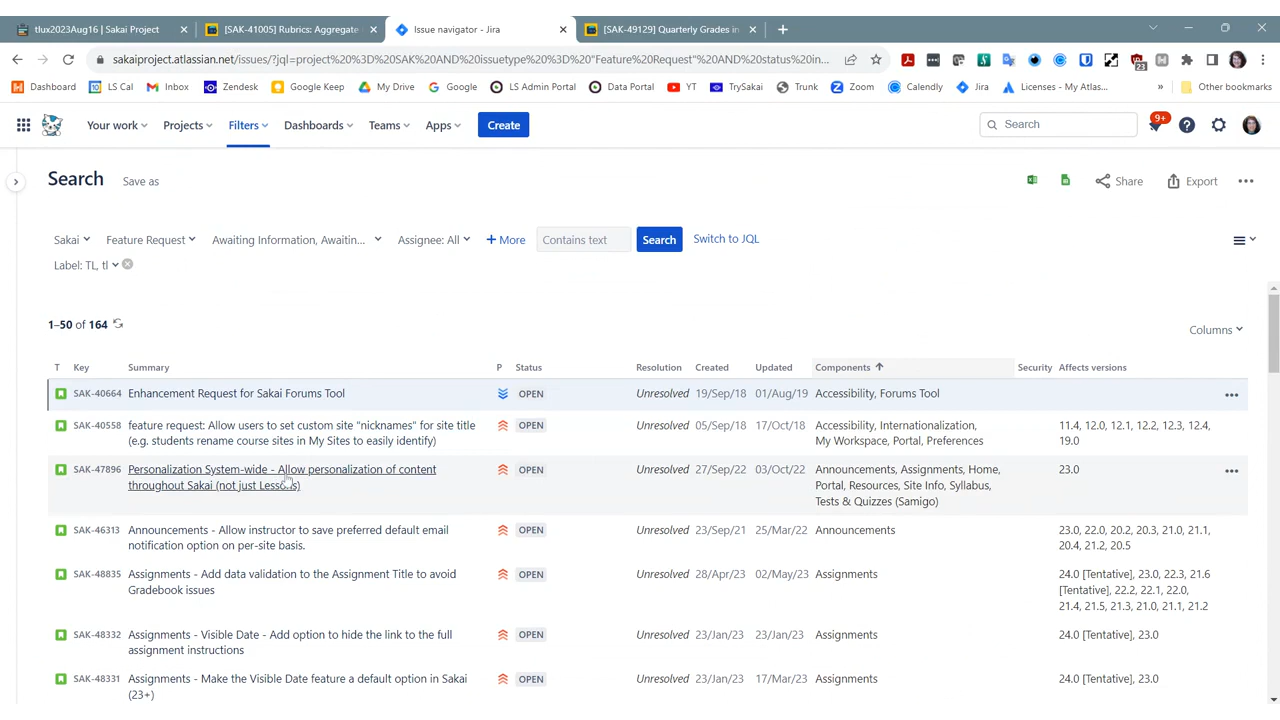 tlux2023Aug16 | Sakai Project
[SAK-41005] Rubrics: Aggregate
Issue navigator - Jira
[SAK-49129] Quarterly Grades in
sakaiproject.atlassian.net/issues/?jql=project%20%3D%20SAK%20AND%20issuetype%20%3D%20"Feature%20Request"%20AND%20status%20in...
23
Dashboard
LS Cal
Inbox
Zendesk
Google Keep
My Drive
Google
LS Admin Portal
Data Portal
YT
TrySakai
Trunk
Zoom
Calendly
Jira
Licenses - My Atlas...
»
Other bookmarks
Your work
Projects
Filters
Dashboards
Teams
Apps
Create
Search
9+
Search
Save as
Share
Export
Sakai
Feature Request
Awaiting Information, Awaitin...
Assignee: All
+ More
Contains text
Search
Switch to JQL
Label: TL, tl
1–50 of 164
Columns
T Key Summary P Status Resolution Created Updated Components Security Affects versions
SAK-40664 Enhancement Request for Sakai Forums Tool OPEN Unresolved 19/Sep/18 01/Aug/19 Accessibility, Forums Tool
SAK-40558 feature request: Allow users to set custom site "nicknames" for site title OPEN Unresolved 05/Sep/18 17/Oct/18 Accessibility, Internationalization, 11.4, 12.0, 12.1, 12.2, 12.3, 12.4,
(e.g. students rename course sites in My Sites to easily identify) My Workspace, Portal, Preferences 19.0
SAK-47896 Personalization System-wide - Allow personalization of content OPEN Unresolved 27/Sep/22 03/Oct/22 Announcements, Assignments, Home, 23.0
throughout Sakai (not just Lessons) Portal, Resources, Site Info, Syllabus,
Tests & Quizzes (Samigo)
SAK-46313 Announcements - Allow instructor to save preferred default email OPEN Unresolved 23/Sep/21 25/Mar/22 Announcements 23.0, 22.0, 20.2, 20.3, 21.0, 21.1,
notification option on per-site basis. 20.4, 21.2, 20.5
SAK-48835 Assignments - Add data validation to the Assignment Title to avoid OPEN Unresolved 28/Apr/23 02/May/23 Assignments 24.0 [Tentative], 23.0, 22.3, 21.6
Gradebook issues [Tentative], 22.2, 22.1, 22.0,
21.4, 21.5, 21.3, 21.0, 21.1, 21.2
SAK-48332 Assignments - Visible Date - Add option to hide the link to the full OPEN Unresolved 23/Jan/23 23/Jan/23 Assignments 24.0 [Tentative], 23.0
assignment instructions
SAK-48331 Assignments - Make the Visible Date feature a default option in Sakai OPEN Unresolved 23/Jan/23 17/Mar/23 Assignments 24.0 [Tentative], 23.0
(23+)